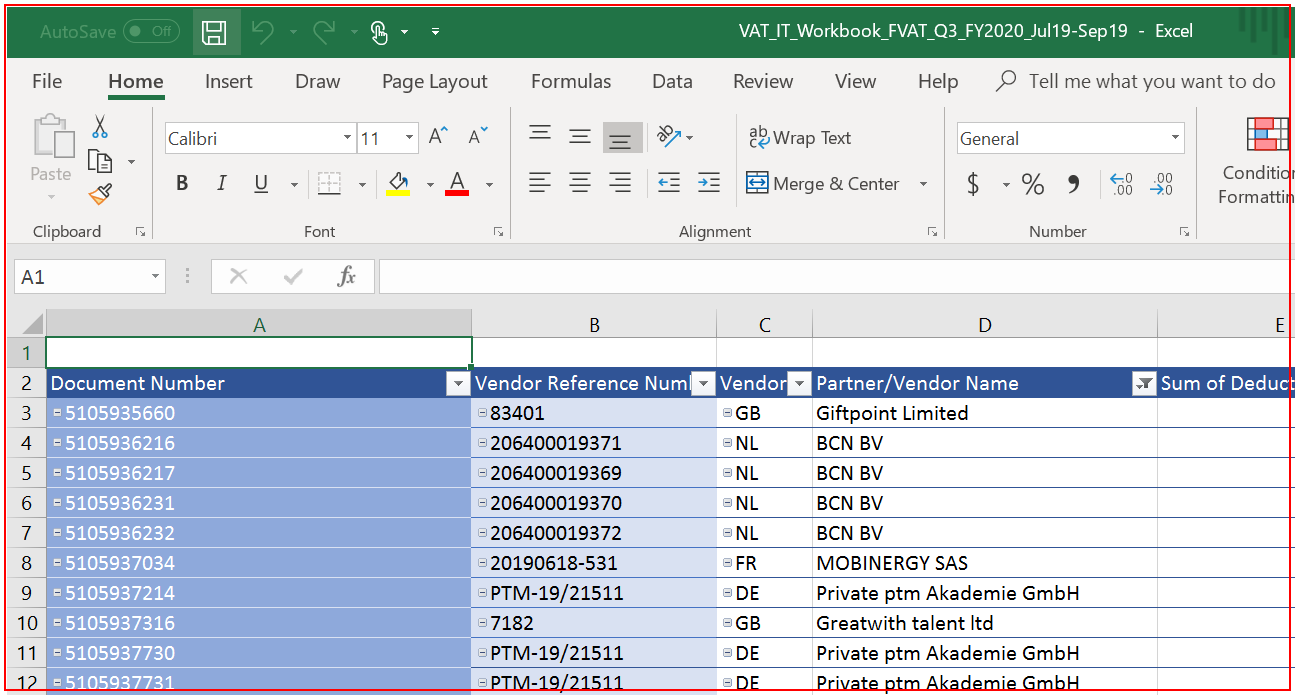 AutoSave Off VAT_IT_Workbook_FVAT_Q3_FY2020_Jul19-Sep19 - Excel
File Home Insert Draw Page Layout Formulas Data Review View Help Tell me what you want to do
Calibri 11 A^ A˅ ab Wrap Text General
Paste B I U A Merge & Center $ % , .00 .00 Condition
Formattin
Clipboard Font Alignment Number
A1 fx
A B C D E
1
2 Document Number Vendor Reference Num Vendor Partner/Vendor Name Sum of Deduct
3 5105935660 83401 GB Giftpoint Limited
4 5105936216 206400019371 NL BCN BV
5 5105936217 206400019369 NL BCN BV
6 5105936231 206400019370 NL BCN BV
7 5105936232 206400019372 NL BCN BV
8 5105937034 20190618-531 FR MOBINERGY SAS
9 5105937214 PTM-19/21511 DE Private ptm Akademie GmbH
10 5105937316 7182 GB Greatwith talent ltd
11 5105937730 PTM-19/21511 DE Private ptm Akademie GmbH
12 5105937731 PTM-19/21511 DE Private ptm Akademie GmbH